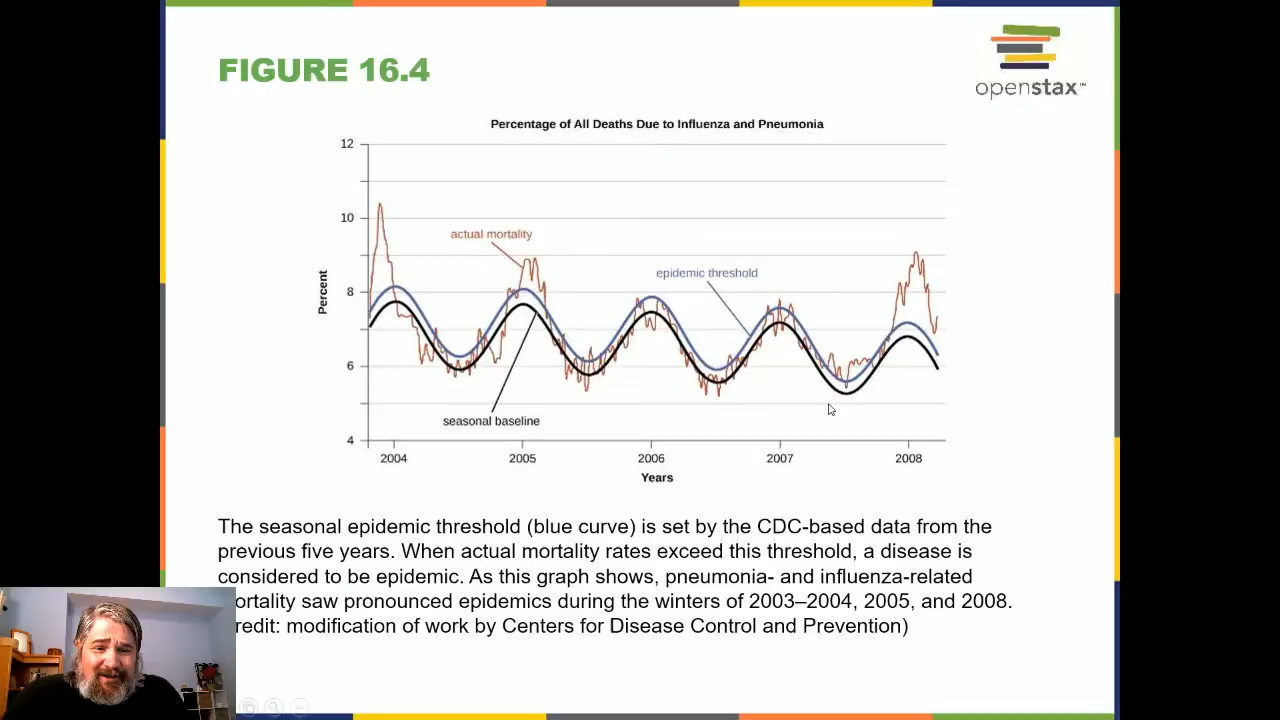 FIGURE 16.4
openstax™
Percentage of All Deaths Due to Influenza and Pneumonia
12
10
8
6
4
Percent
actual mortality
epidemic threshold
seasonal baseline
2004 2005 2006 2007 2008
Years
The seasonal epidemic threshold (blue curve) is set by the CDC-based data from the
previous five years. When actual mortality rates exceed this threshold, a disease is
considered to be epidemic. As this graph shows, pneumonia- and influenza-related
ortality saw pronounced epidemics during the winters of 2003–2004, 2005, and 2008.
redit: modification of work by Centers for Disease Control and Prevention)